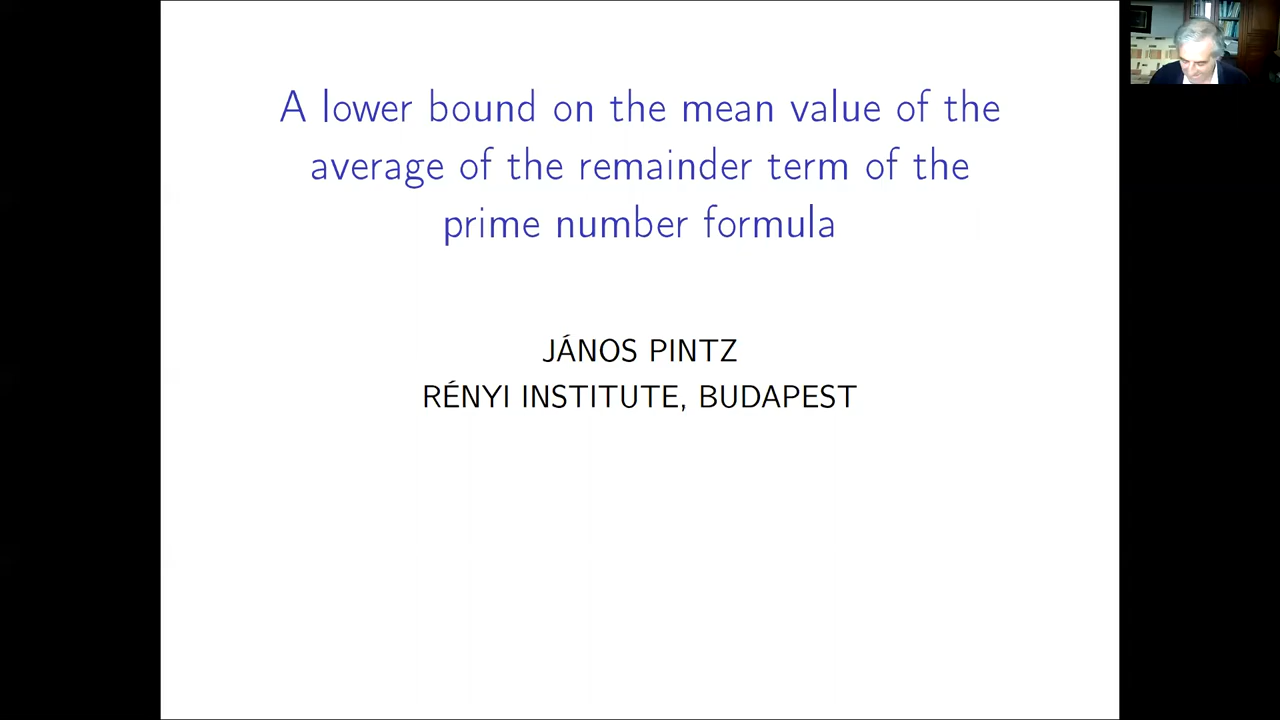 A lower bound on the mean value of the
average of the remainder term of the
prime number formula
JÁNOS PINTZ
RÉNYI INSTITUTE, BUDAPEST